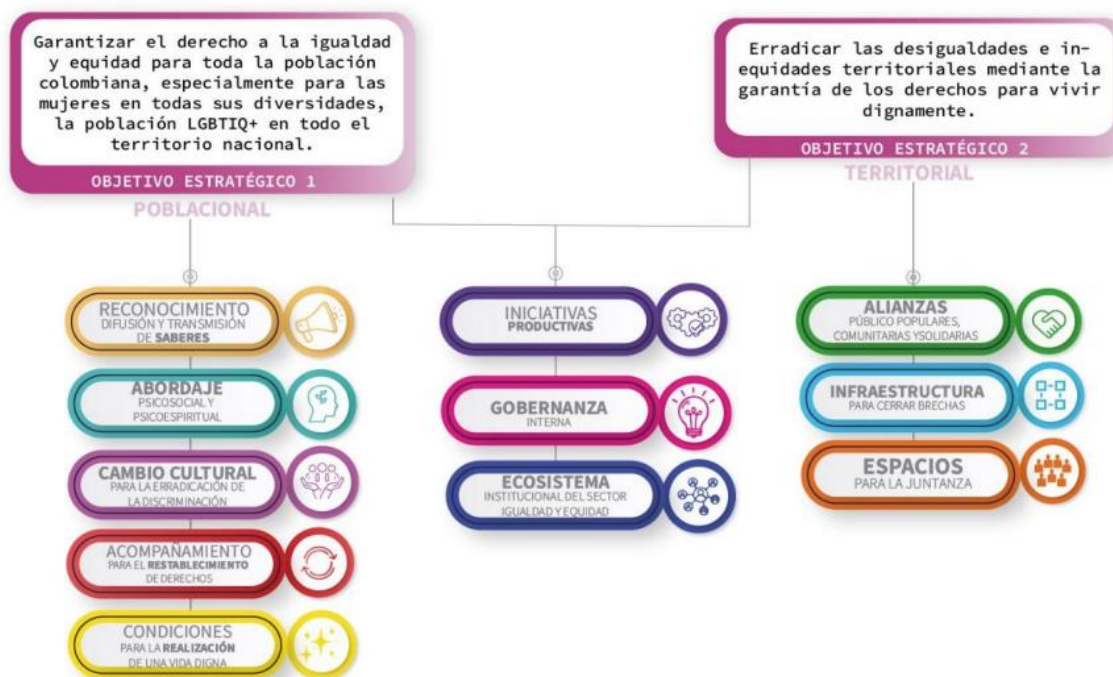 Garantizar el derecho a la igualdad
y equidad para toda la población
colombiana, especialmente para las
mujeres en todas sus diversidades,
la población LGBTIQ+ en todo el
territorio nacional.
OBJETIVO ESTRATÉGICO 1
POBLACIONAL
Erradicar las desigualdades e in-
equidades territoriales mediante la
garantía de los derechos para vivir
dignamente.
OBJETIVO ESTRATÉGICO 2
TERRITORIAL
RECONOCIMIENTO
DIFUSIÓN Y TRANSMISIÓN
DE SABERES
ABORDAJE
PSICOSOCIAL Y
PSICOESPIRITUAL
CAMBIO CULTURAL
PARA LA ERRADICACIÓN DE
LA DISCRIMINACIÓN
ACOMPAÑAMIENTO
PARA EL RESTABLECIMIENTO
DE DERECHOS
CONDICIONES
PARA LA REALIZACIÓN
DE UNA VIDA DIGNA
INICIATIVAS
PRODUCTIVAS
GOBERNANZA
INTERNA
ECOSISTEMA
INSTITUCIONAL DEL SECTOR
IGUALDAD Y EQUIDAD
ALIANZAS
PÚBLICO POPULARES,
COMUNITARIAS YSOLIDARIAS
INFRAESTRUCTURA
PARA CERRAR BRECHAS
ESPACIOS
PARA LA JUNTANZA